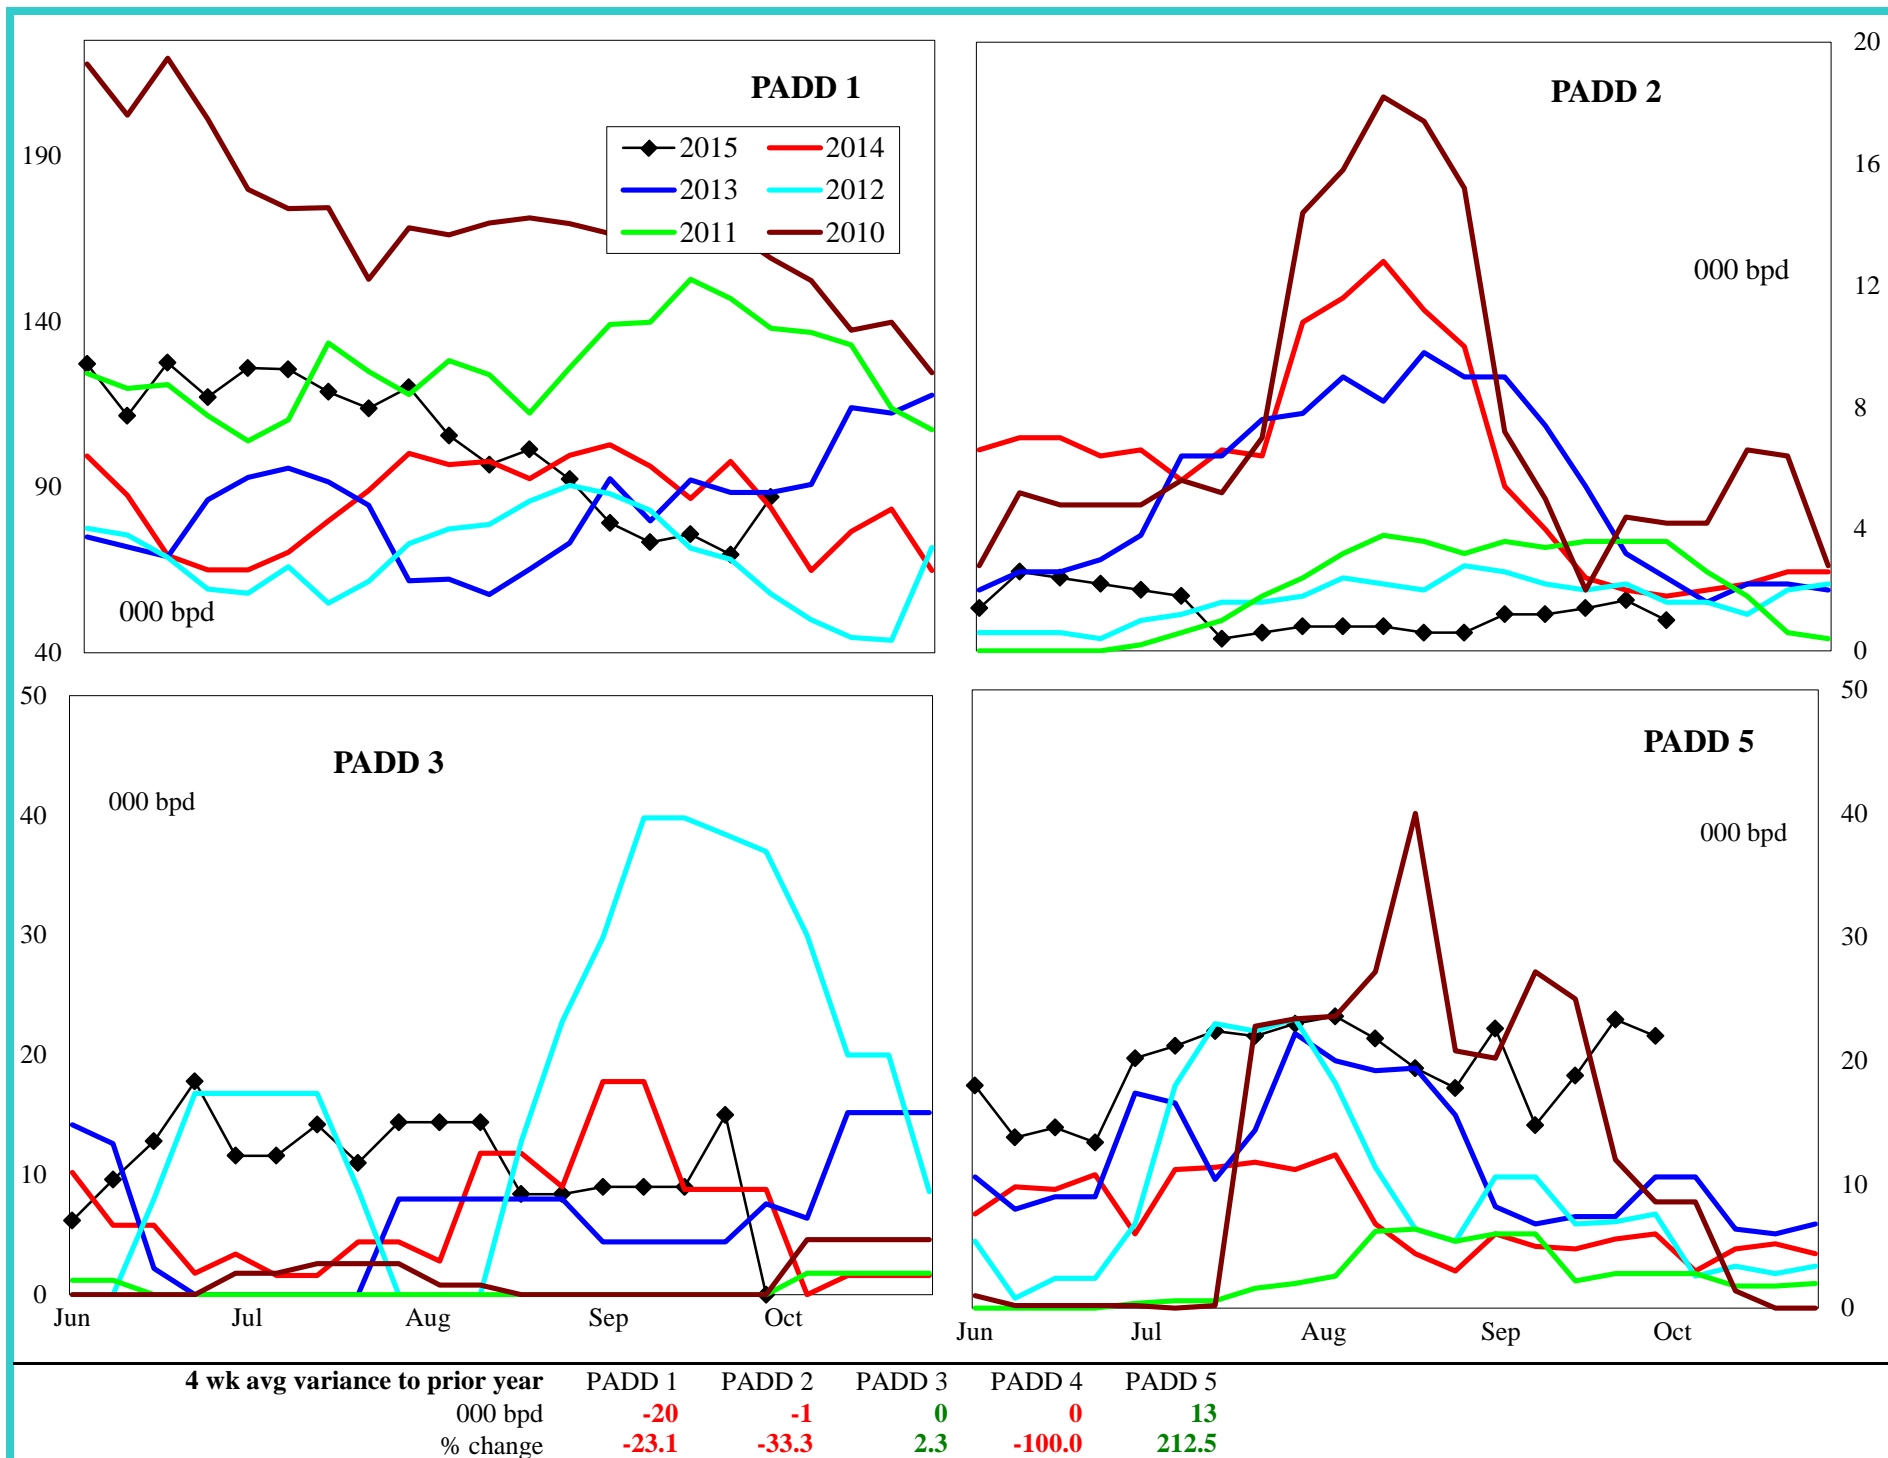 PADD 1
190
140
90
40
2015 2014
2013 2012
2011 2010
000 bpd
PADD 2
20
16
12
8
4
0
000 bpd
PADD 3
000 bpd
50
40
30
20
10
0
Jun Jul Aug Sep Oct
PADD 5
000 bpd
50
40
30
20
10
0
Jun Jul Aug Sep Oct
4 wk avg variance to prior year PADD 1 PADD 2 PADD 3 PADD 4 PADD 5
000 bpd -20 -1 0 0 13
% change -23.1 -33.3 2.3 -100.0 212.5